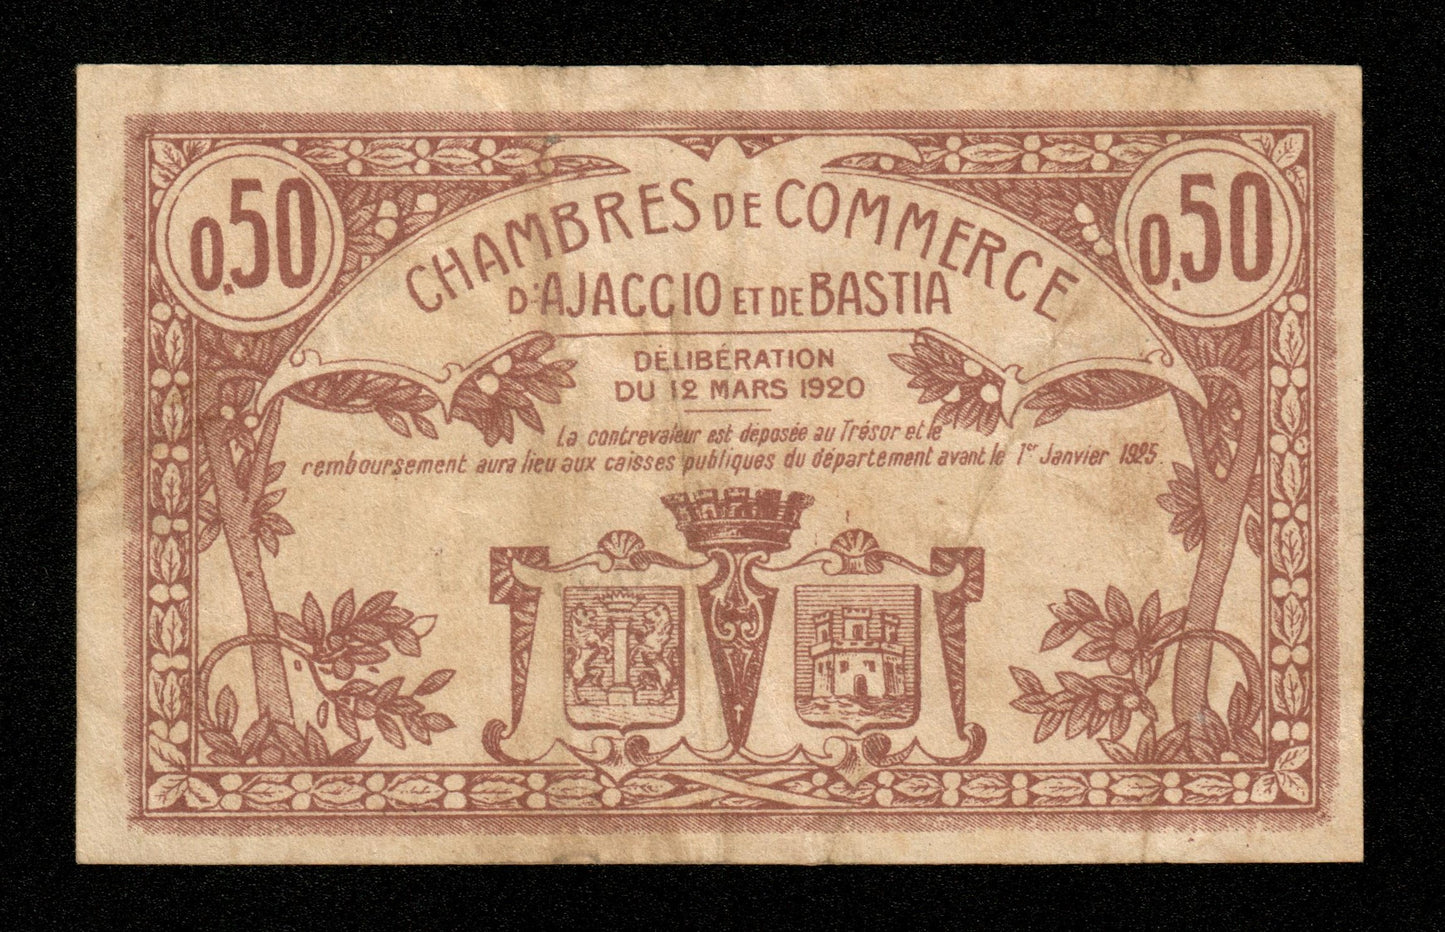 0,50
0,50
CHAMBRES DE COMMERCE
D'AJACCIO ET DE BASTIA
DÉLIBÉRATION
DU 12 MARS 1920
La contrevaleur est déposée au Trésor et le
remboursement aura lieu aux caisses publiques du département avant le 1er Janvier 1925.